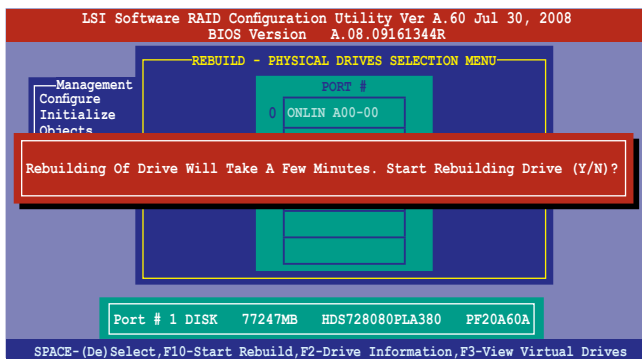 LSI Software RAID Configuration Utility Ver A.60 Jul 30, 2008
BIOS Version A.08.09161344R
REBUILD - PHYSICAL DRIVES SELECTION MENU
Management
Configure
Initialize
Objects
PORT #
0 ONLIN A00-00
Rebuilding Of Drive Will Take A Few Minutes. Start Rebuilding Drive (Y/N)?
Port # 1 DISK 77247MB HDS728080PLA380 PF20A60A
SPACE-(De)Select,F10-Start Rebuild,F2-Drive Information,F3-View Virtual Drives